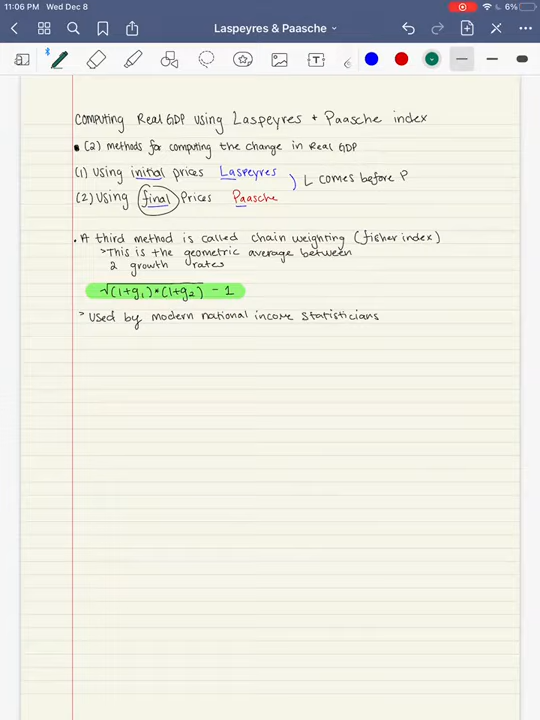 11:06 PM Wed Dec 8
6%
Laspeyres & Paasche
Computing Real GDP using Laspeyres + Paasche index
(2) methods for computing the change in Real GDP
(1) Using initial prices Laspeyres
) L comes before P
(2) Using final Prices Paasche
A third method is called chain weighting (fisher index)
> This is the geometric average between
2 growth rates
√(1+g₁)*(1+g₂) - 1
> Used by modern national income statisticians